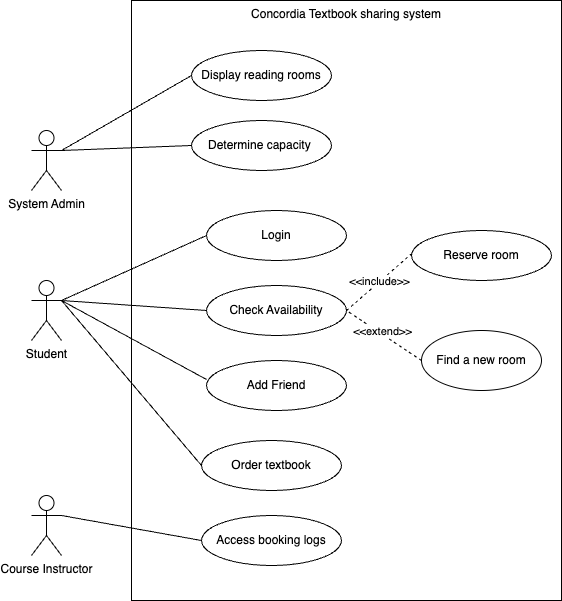 Concordia Textbook sharing system
Display reading rooms
Determine capacity
System Admin
Login
Reserve room
<<include>>
Check Availability
<<extend>>
Student
Find a new room
Add Friend
Order textbook
Access booking logs
Course Instructor